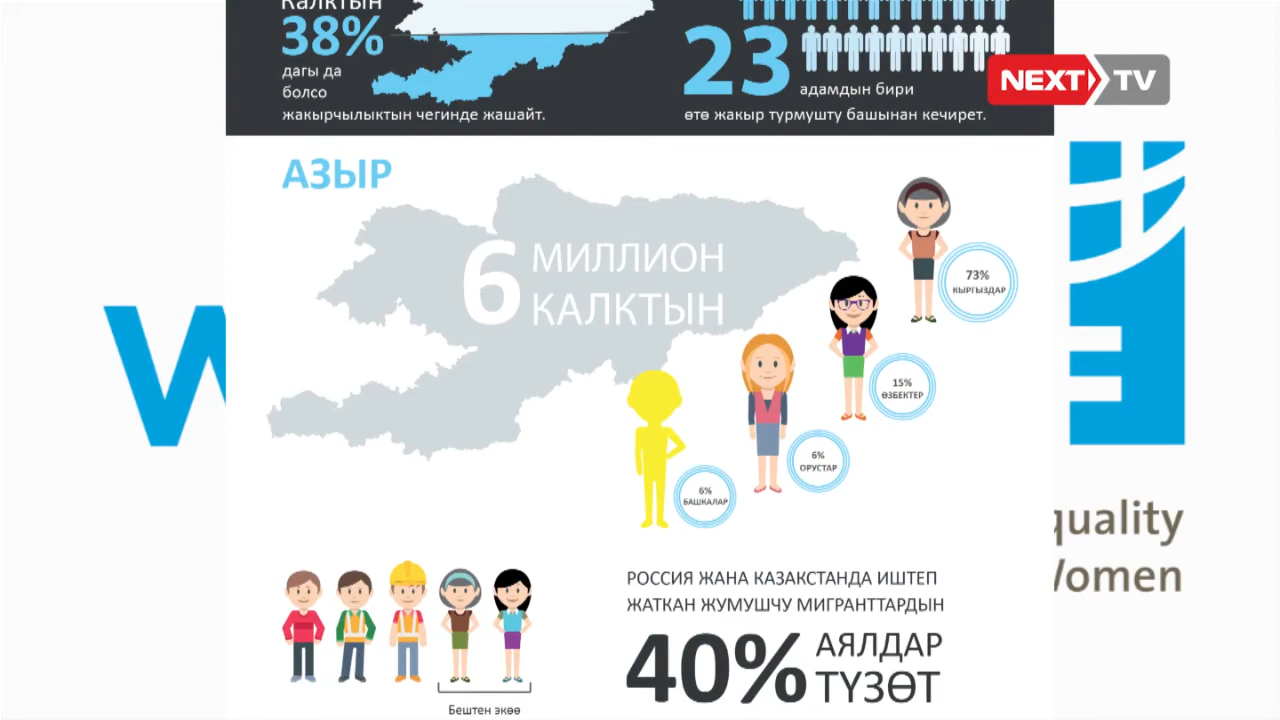 Калктын
38%
дагы да
болсо
жакырчылыктын чегинде жашайт.
23
адамдын бири
өтө жакыр турмушту башынан кечирет.
NEXT TV
АЗЫР
6 МИЛЛИОН
КАЛКТЫН
73%
КЫРГЫЗДАР
15%
ӨЗБЕКТЕР
6%
ОРУСТАР
6%
БАШКАЛАР
W
E
quality
Women
Бештен экөө
РОССИЯ ЖАНА КАЗАКСТАНДА ИШТЕП
ЖАТКАН ЖУМУШЧУ МИГРАНТТАРДЫН
40% АЯЛДАР
ТҮЗӨТ